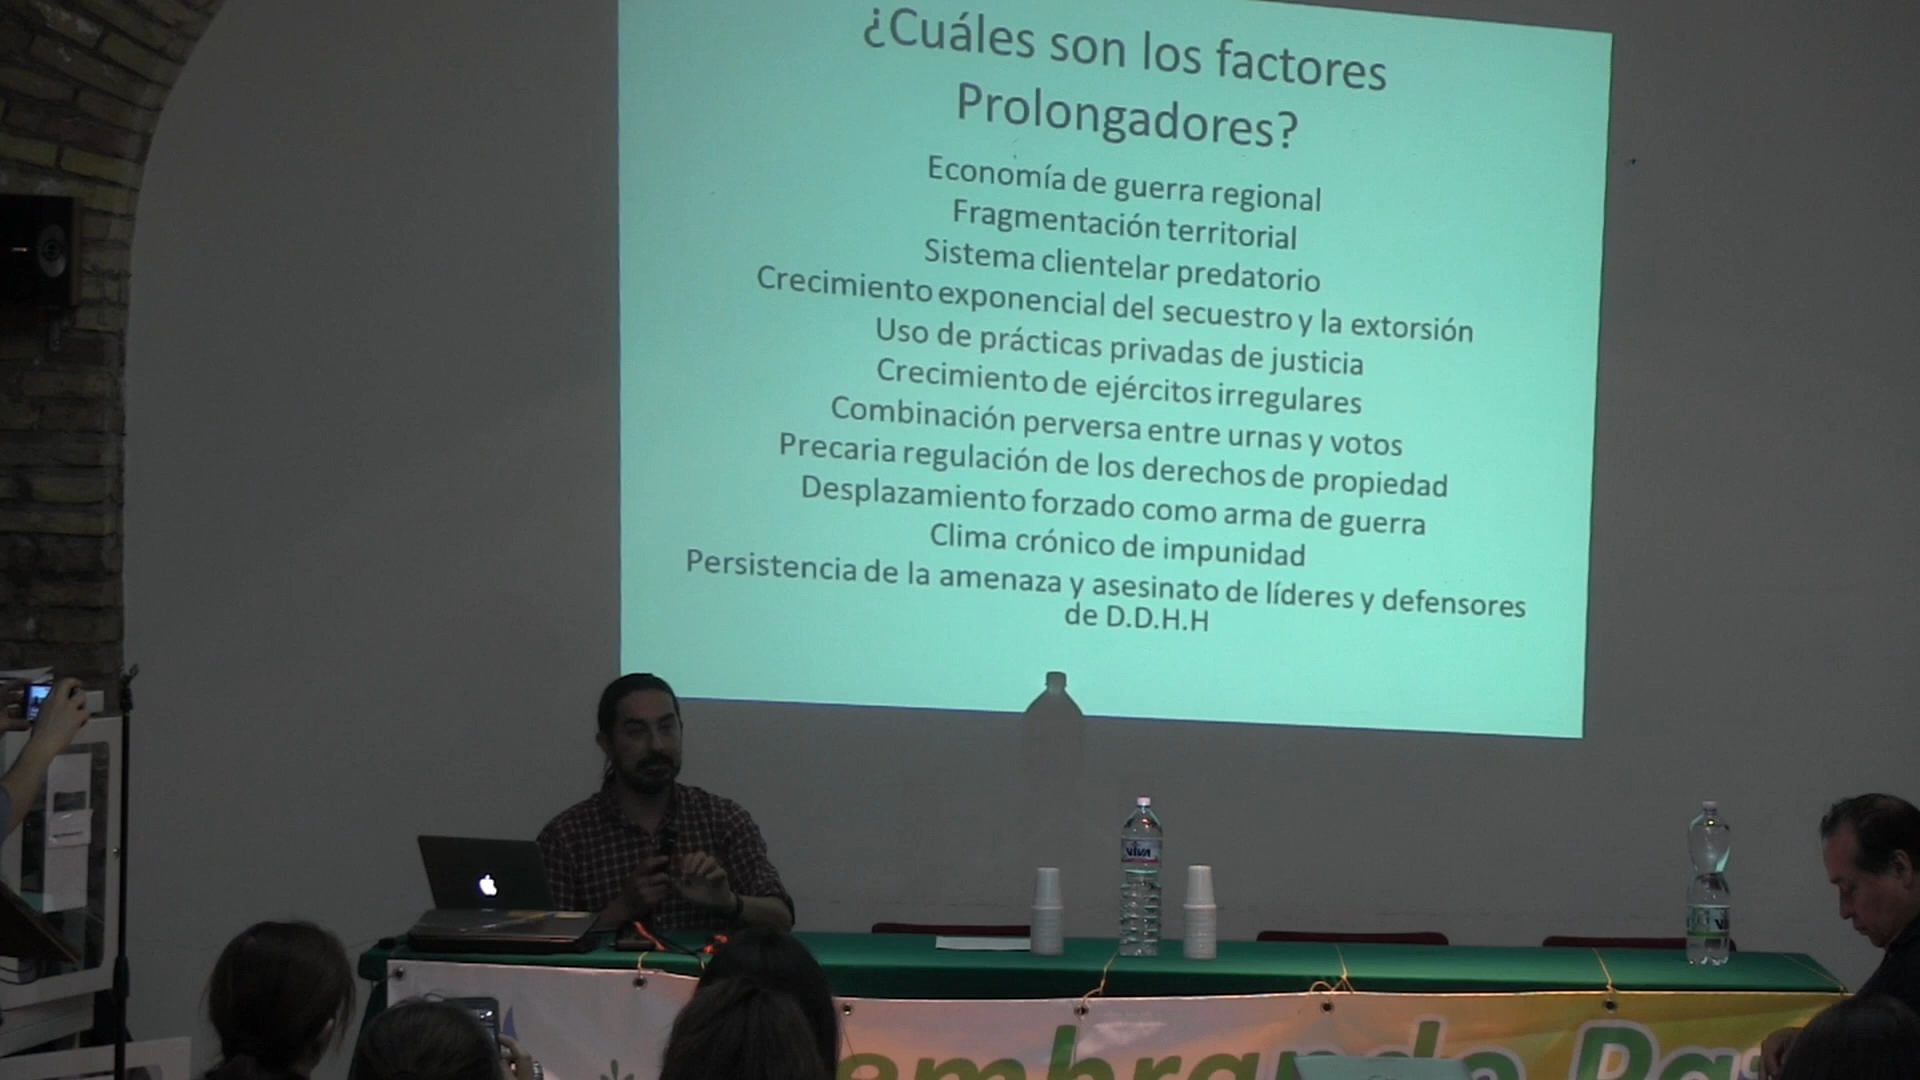 ¿Cuáles son los factores
Prolongadores?
Economía de guerra regional
Fragmentación territorial
Sistema clientelar predatorio
Crecimiento exponencial del secuestro y la extorsión
Uso de prácticas privadas de justicia
Crecimiento de ejércitos irregulares
Combinación perversa entre urnas y votos
Precaria regulación de los derechos de propiedad
Desplazamiento forzado como arma de guerra
Clima crónico de impunidad
Persistencia de la amenaza y asesinato de líderes y defensores
de D.D.H.H
viva
embrando Pa